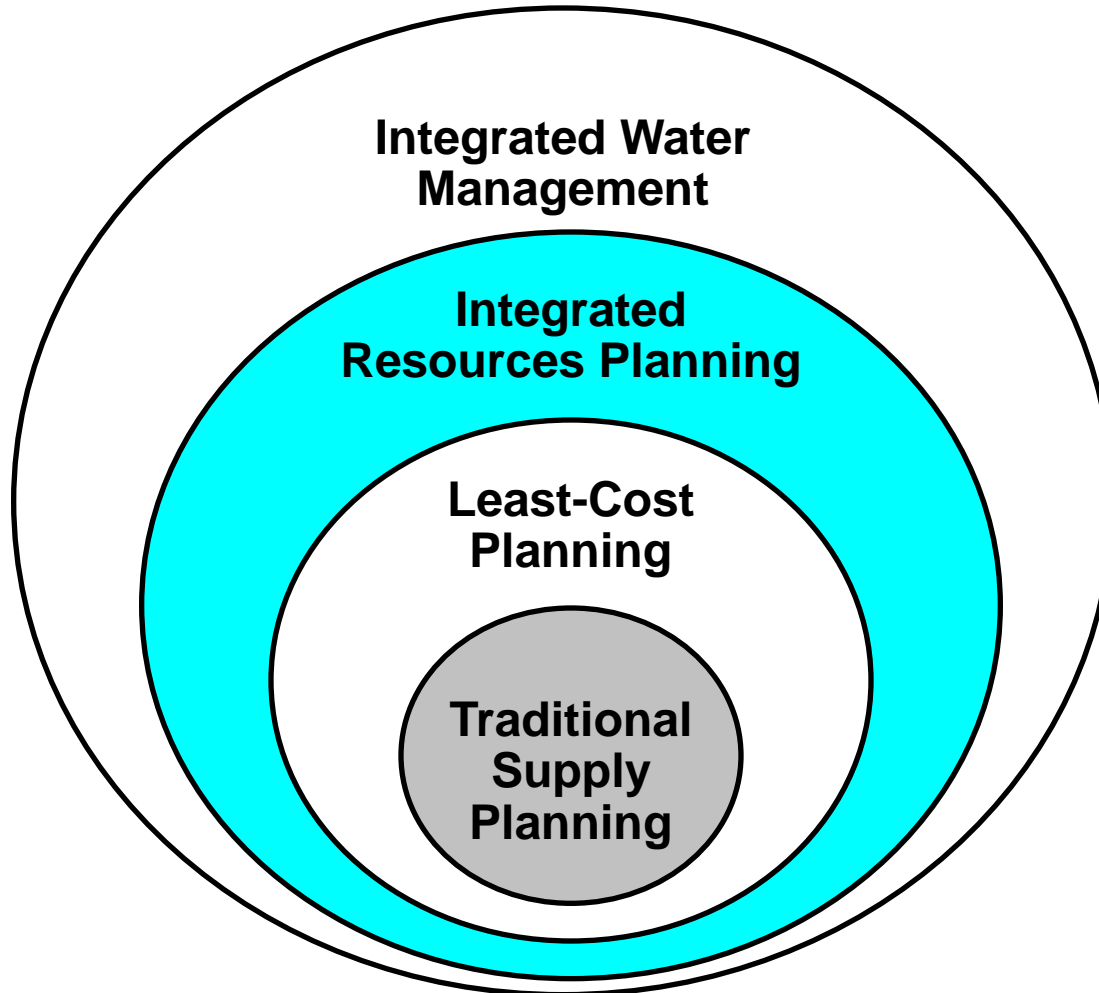 Integrated Water
Management
Integrated
Resources Planning
Least-Cost
Planning
Traditional
Supply
Planning